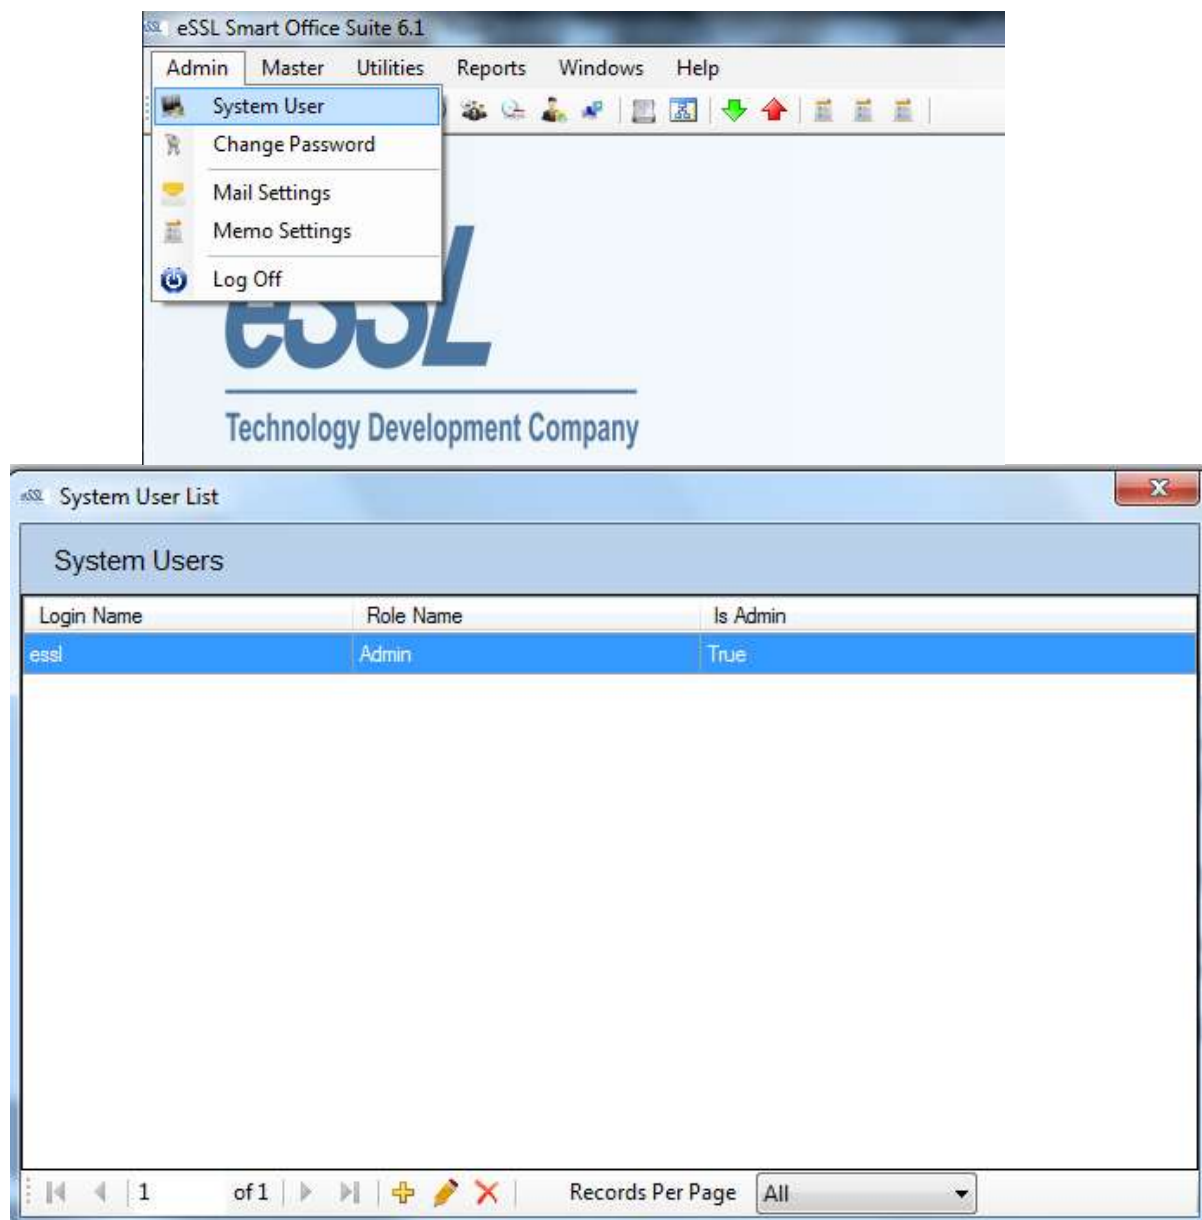 eSSL Smart Office Suite 6.1
Admin Master Utilities Reports Windows Help
System User
Change Password
Mail Settings
Memo Settings
Log Off
eSSL
Technology Development Company
eSSL System User List
System Users
Login Name Role Name Is Admin
essl Admin True
1 of 1 Records Per Page All